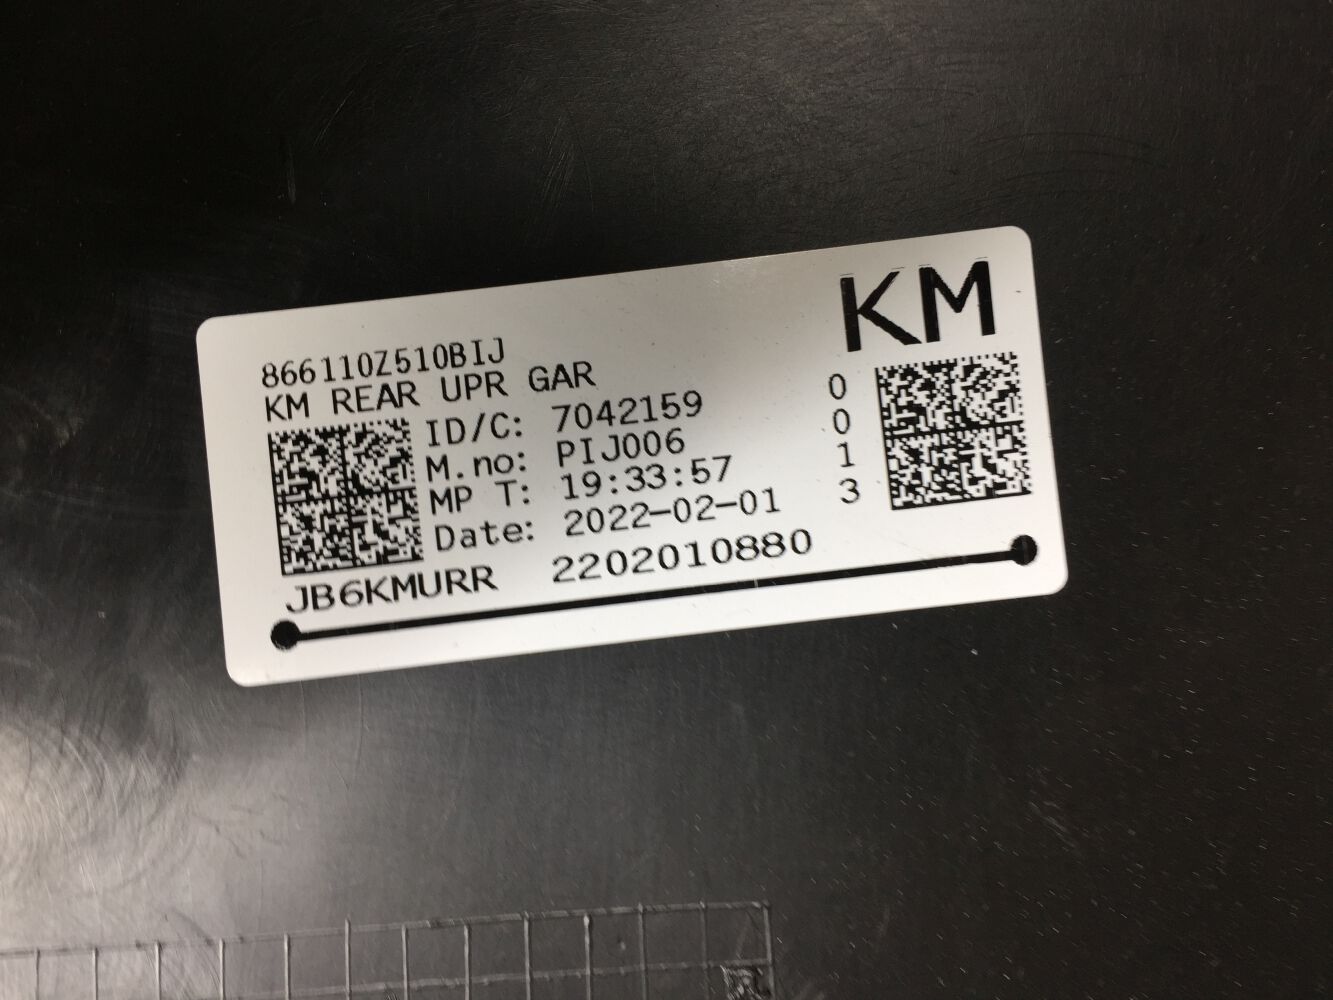 KM
866110Z510BIJ
KM REAR UPR GAR
ID/C: 7042159
M.no: PIJ006
MP T: 19:33:57
Date: 2022-02-01
0
0
1
3
JB6KMURR 2202010880